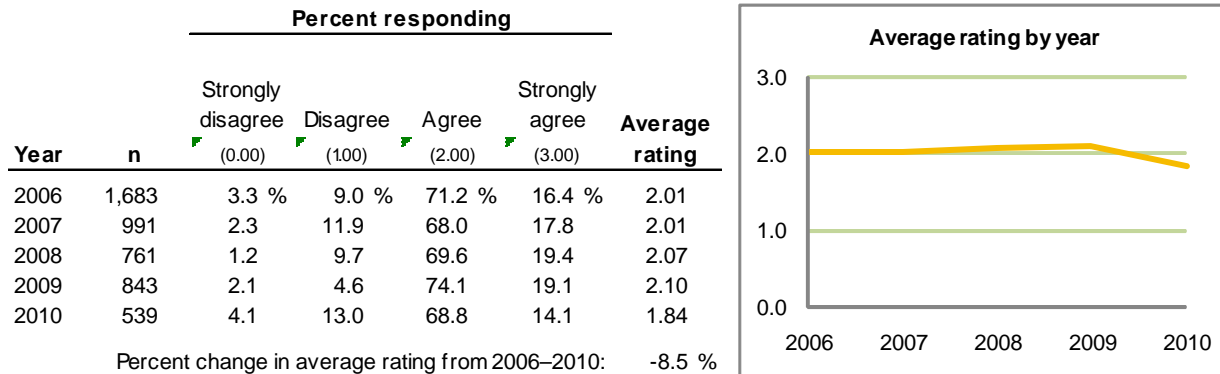 Percent responding
Strongly disagree (0.00) Disagree (1.00) Agree (2.00) Strongly agree (3.00) Average rating
Year n
2006 1,683 3.3 % 9.0 % 71.2 % 16.4 % 2.01
2007 991 2.3 11.9 68.0 17.8 2.01
2008 761 1.2 9.7 69.6 19.4 2.07
2009 843 2.1 4.6 74.1 19.1 2.10
2010 539 4.1 13.0 68.8 14.1 1.84
Percent change in average rating from 2006–2010: -8.5 %
Average rating by year
3.0
2.0
1.0
0.0
2006 2007 2008 2009 2010